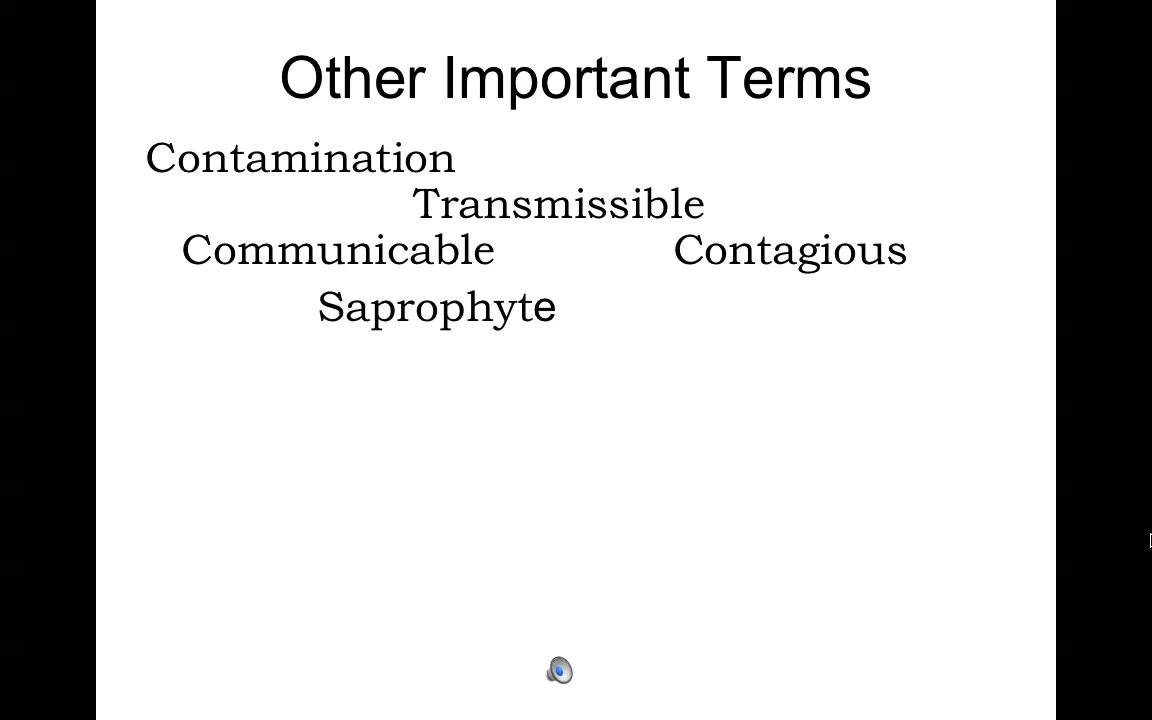 Other Important Terms
Contamination
Transmissible
Communicable Contagious
Saprophyte